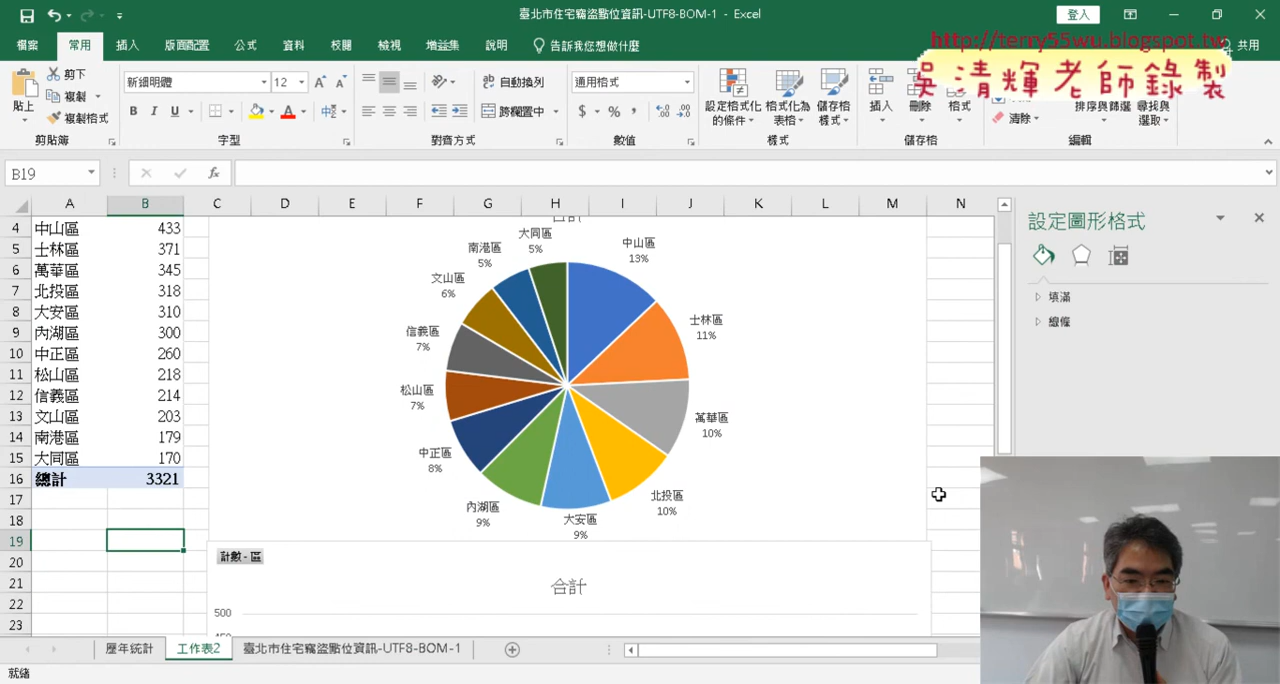 臺北市住宅竊盜點位資訊-UTF8-BOM-1 - Excel
登入
檔案 常用 插入 版面配置 公式 資料 校閱 檢視 增益集 說明 告訴我您想做什麼 共用
http://terry55wu.blogspot.tw
吳清輝老師錄製
貼上 剪下 複製 複製格式
新細明體 12
B I U
自動換列
跨欄置中
通用格式
$ % ,
設定格式化的條件 格式化為表格 儲存格樣式
插入 刪除 格式
清除 排序與篩選 尋找與選取
剪貼簿 字型 對齊方式 數值 樣式 儲存格 編輯
B19 fx
A B C D E F G H I J K L M N
4 中山區 433
5 士林區 371
6 萬華區 345
7 北投區 318
8 大安區 310
9 內湖區 300
10 中正區 260
11 松山區 218
12 信義區 214
13 文山區 203
14 南港區 179
15 大同區 170
16 總計 3321
17
18
19
20
21
22
23
中山區
13%
士林區
11%
萬華區
10%
北投區
10%
大安區
9%
內湖區
9%
中正區
8%
松山區
7%
信義區
7%
文山區
6%
南港區
5%
大同區
5%
計數 - 區
合計
500
設定圖形格式
填滿
線條
歷年統計 工作表2 臺北市住宅竊盜點位資訊-UTF8-BOM-1
就緒